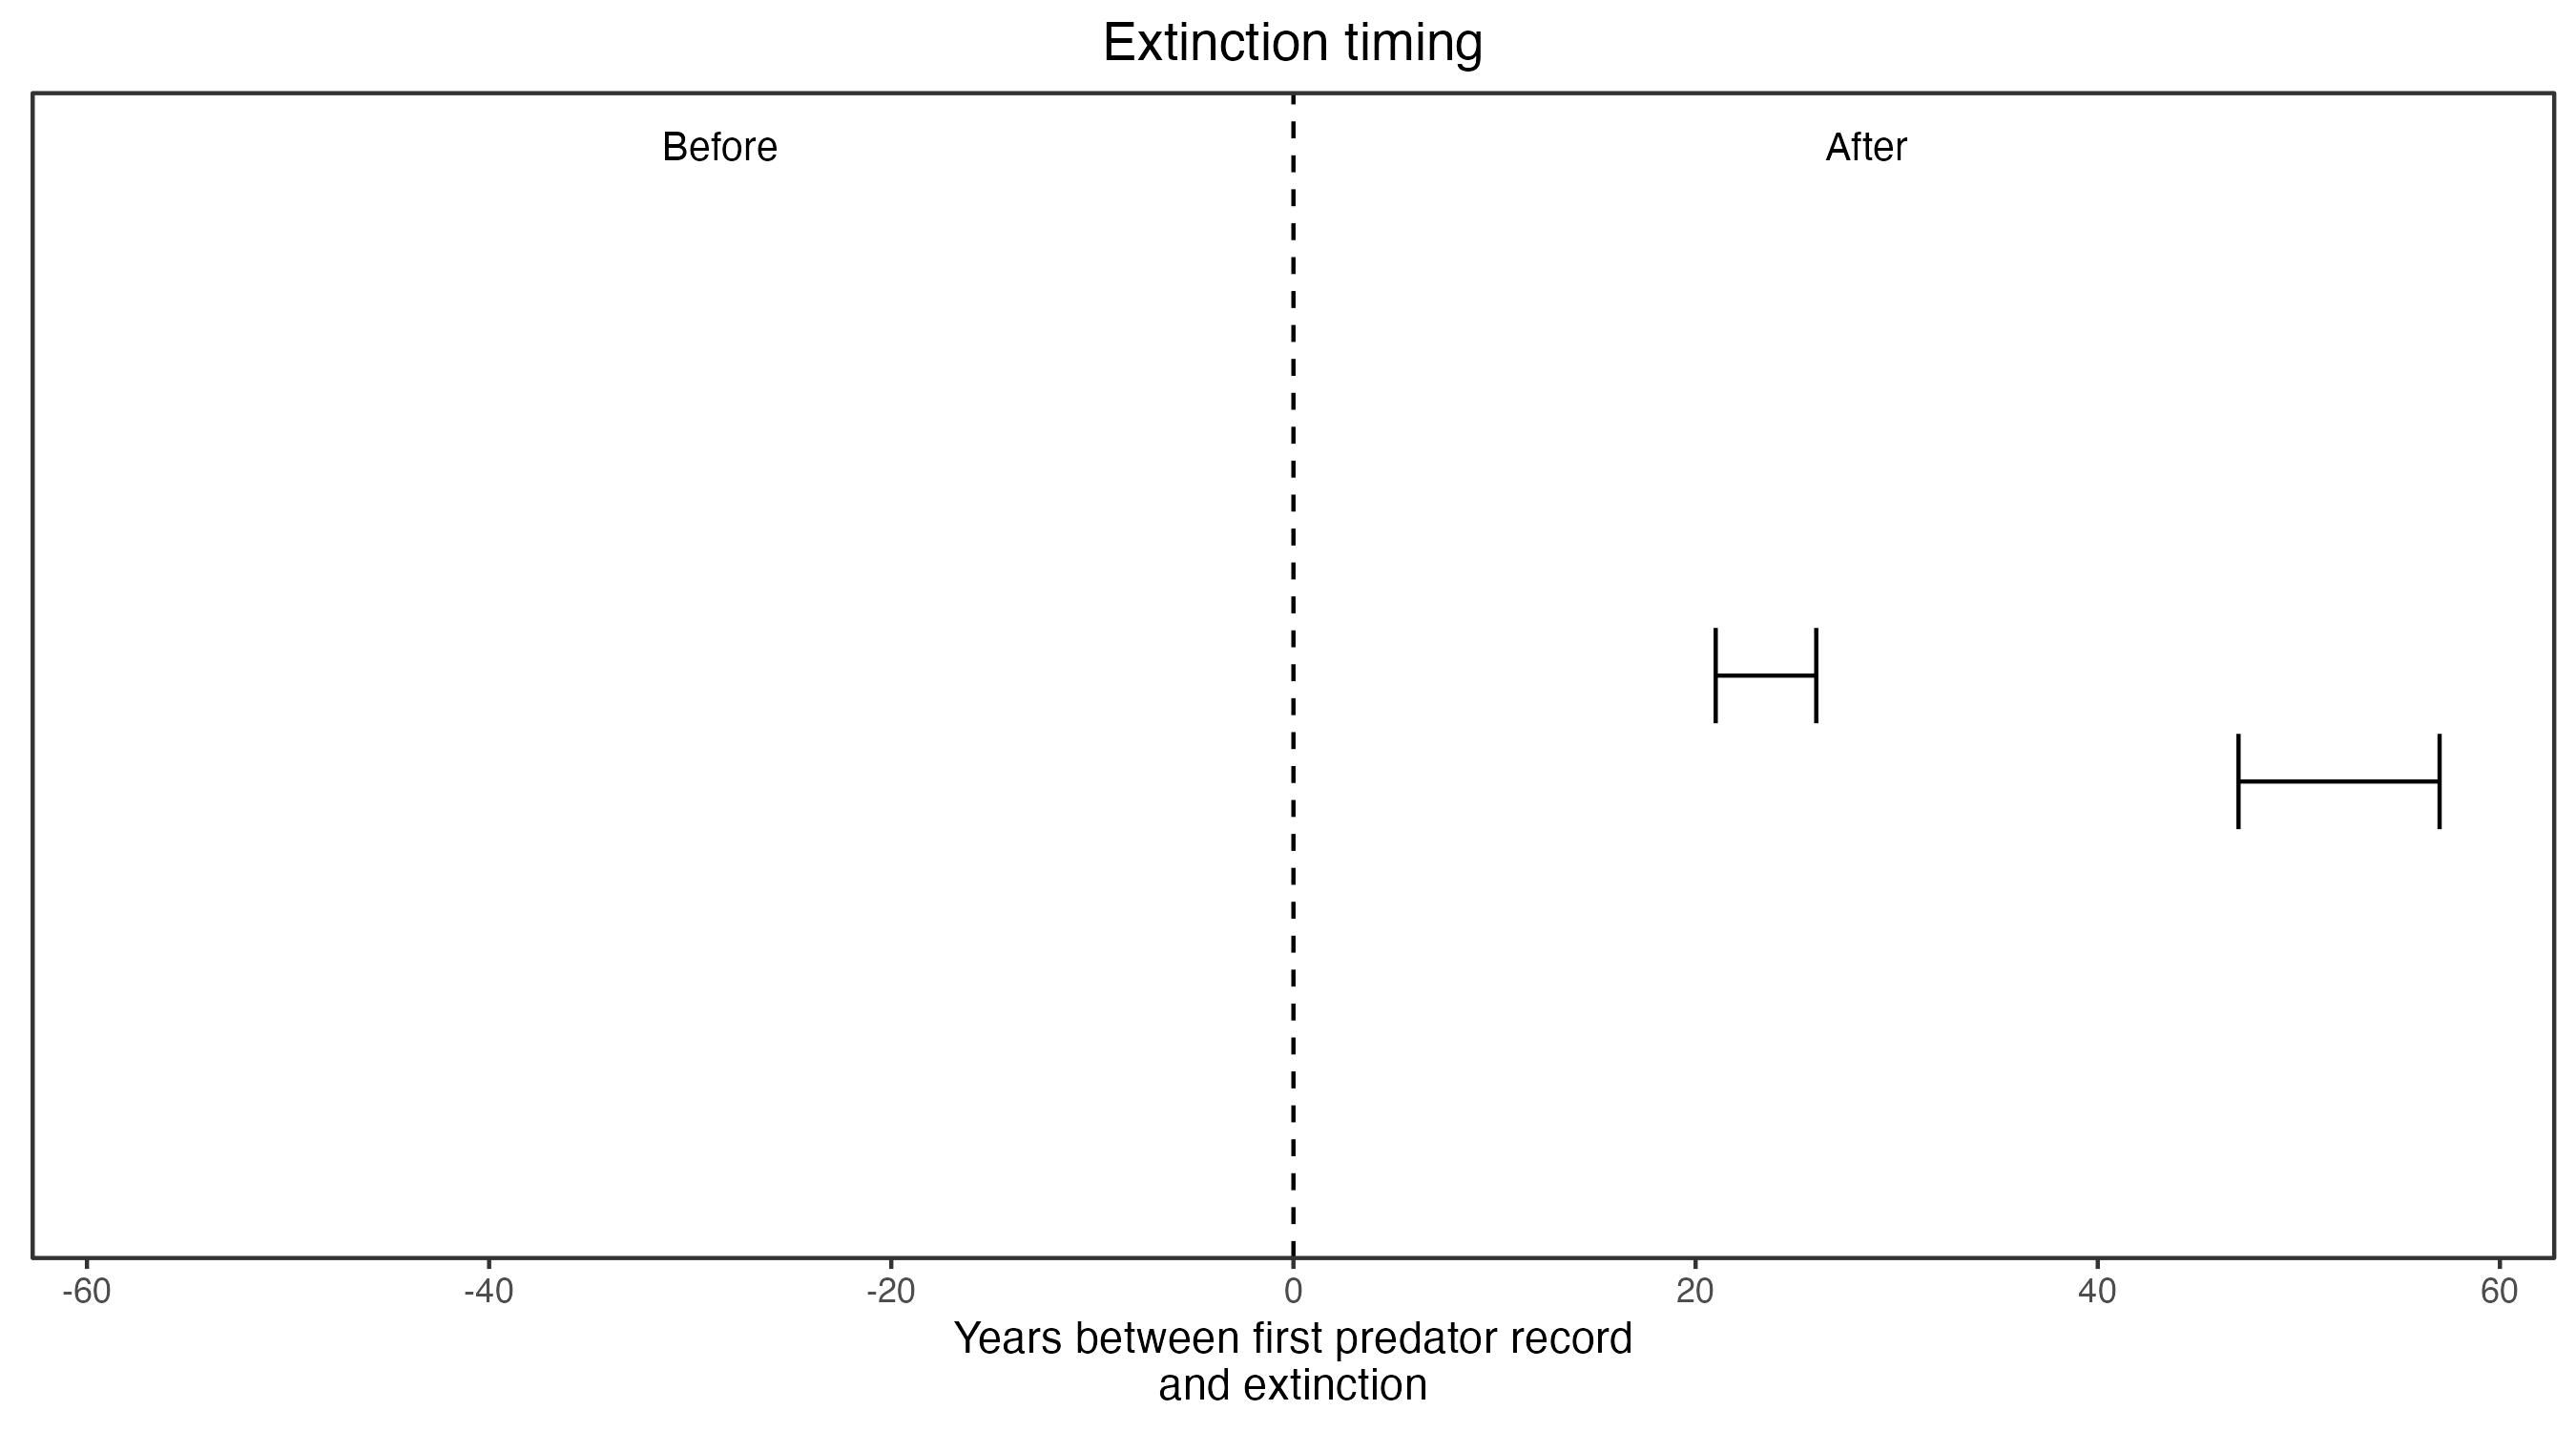 Extinction timing
Before After
-60 -40 -20 0 20 40 60
Years between first predator record
and extinction